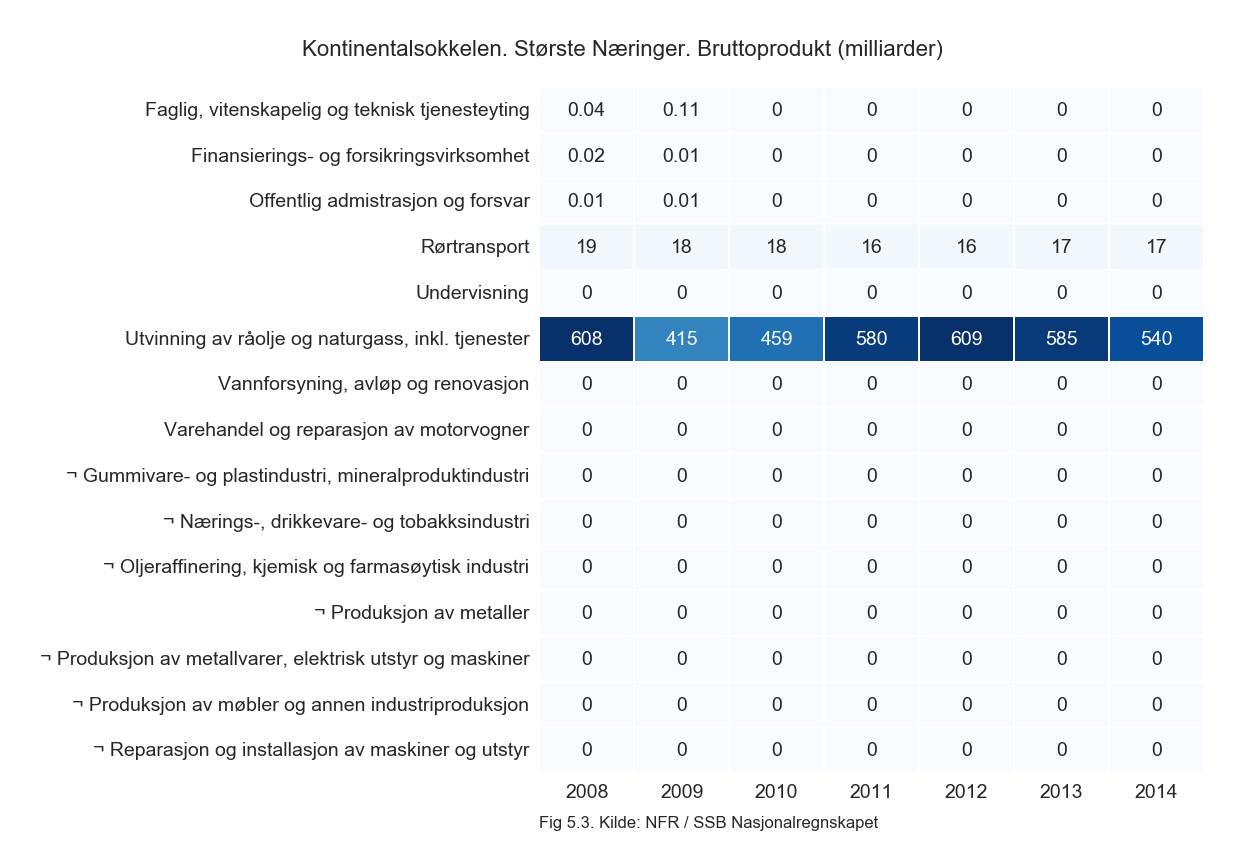 Kontinentalsokkelen. Største Næringer. Bruttoprodukt (milliarder)
Faglig, vitenskapelig og teknisk tjenesteyting 0.04 0.11 0 0 0 0 0
Finansierings- og forsikringsvirksomhet 0.02 0.01 0 0 0 0 0
Offentlig admistrasjon og forsvar 0.01 0.01 0 0 0 0 0
Rørtransport 19 18 18 16 16 17 17
Undervisning 0 0 0 0 0 0 0
Utvinning av råolje og naturgass, inkl. tjenester 608 415 459 580 609 585 540
Vannforsyning, avløp og renovasjon 0 0 0 0 0 0 0
Varehandel og reparasjon av motorvogner 0 0 0 0 0 0 0
¬ Gummivare- og plastindustri, mineralproduktindustri 0 0 0 0 0 0 0
¬ Nærings-, drikkevare- og tobakksindustri 0 0 0 0 0 0 0
¬ Oljeraffinering, kjemisk og farmasøytisk industri 0 0 0 0 0 0 0
¬ Produksjon av metaller 0 0 0 0 0 0 0
¬ Produksjon av metallvarer, elektrisk utstyr og maskiner 0 0 0 0 0 0 0
¬ Produksjon av møbler og annen industriproduksjon 0 0 0 0 0 0 0
¬ Reparasjon og installasjon av maskiner og utstyr 0 0 0 0 0 0 0
2008 2009 2010 2011 2012 2013 2014
Fig 5.3. Kilde: NFR / SSB Nasjonalregnskapet